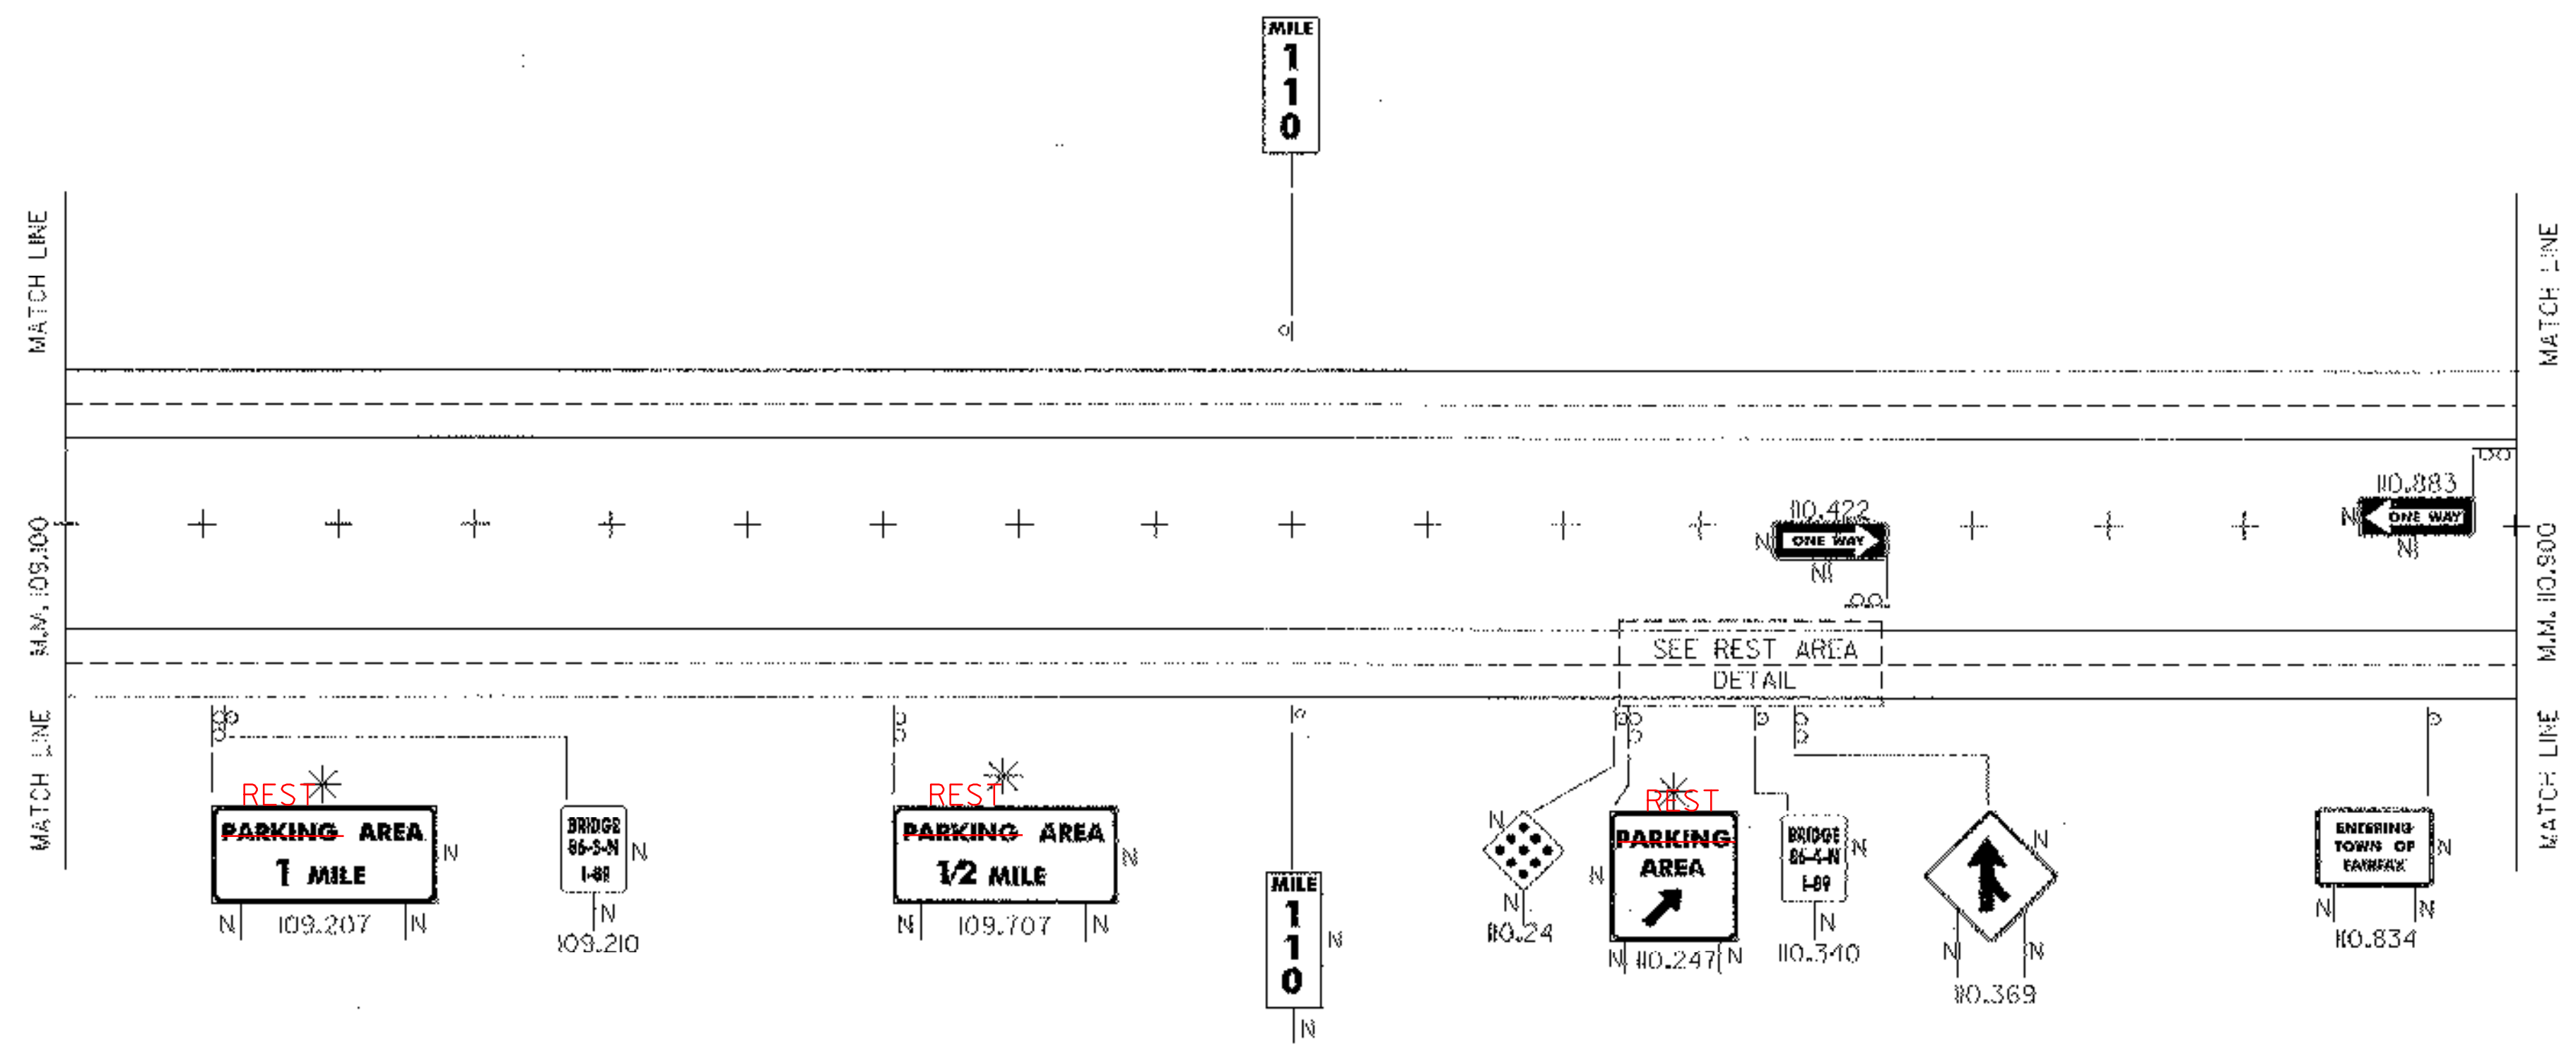 MILE
1
1
0
MATCH LINE
MATCH LINE
M.M. 109.100
M.M. 110.900
110.883
N
ONE WAY
N
110.422
N
ONE WAY
N
SEE REST AREA
DETAIL
MATCH LINE
MATCH LINE
REST
PARKING AREA
1 MILE
N
N
109.207
N
BRIDGE
86-3-N
I-89
N
N
109.210
REST
PARKING AREA
1/2 MILE
N
N
109.707
N
MILE
1
1
0
N
N
N
N
110.24
REST
PARKING
AREA
N
N
110.247
N
BRIDGE
86-4-N
I-89
N
N
110.340
N
N
N
110.369
ENTERING
TOWN OF
FAIRFAX
N
N
N
110.834